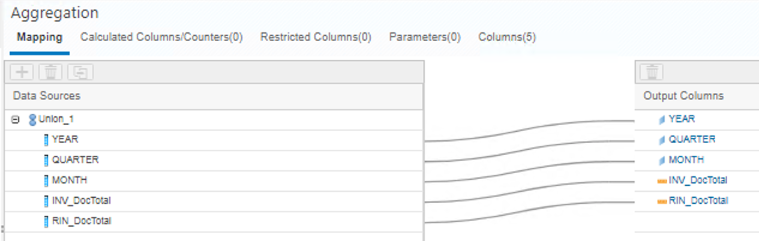 Aggregation
Mapping Calculated Columns/Counters(0) Restricted Columns(0) Parameters(0) Columns(5)
Data Sources Output Columns
Union_1
YEAR YEAR
QUARTER QUARTER
MONTH MONTH
INV_DocTotal INV_DocTotal
RIN_DocTotal RIN_DocTotal